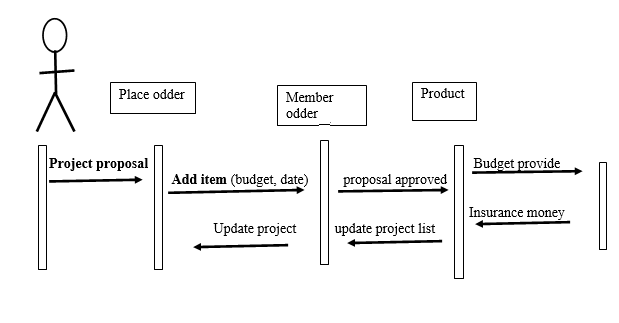 Place odder
Member
odder
Product
Project proposal
Add item (budget, date)
proposal approved
Budget provide
Update project
update project list
Insurance money